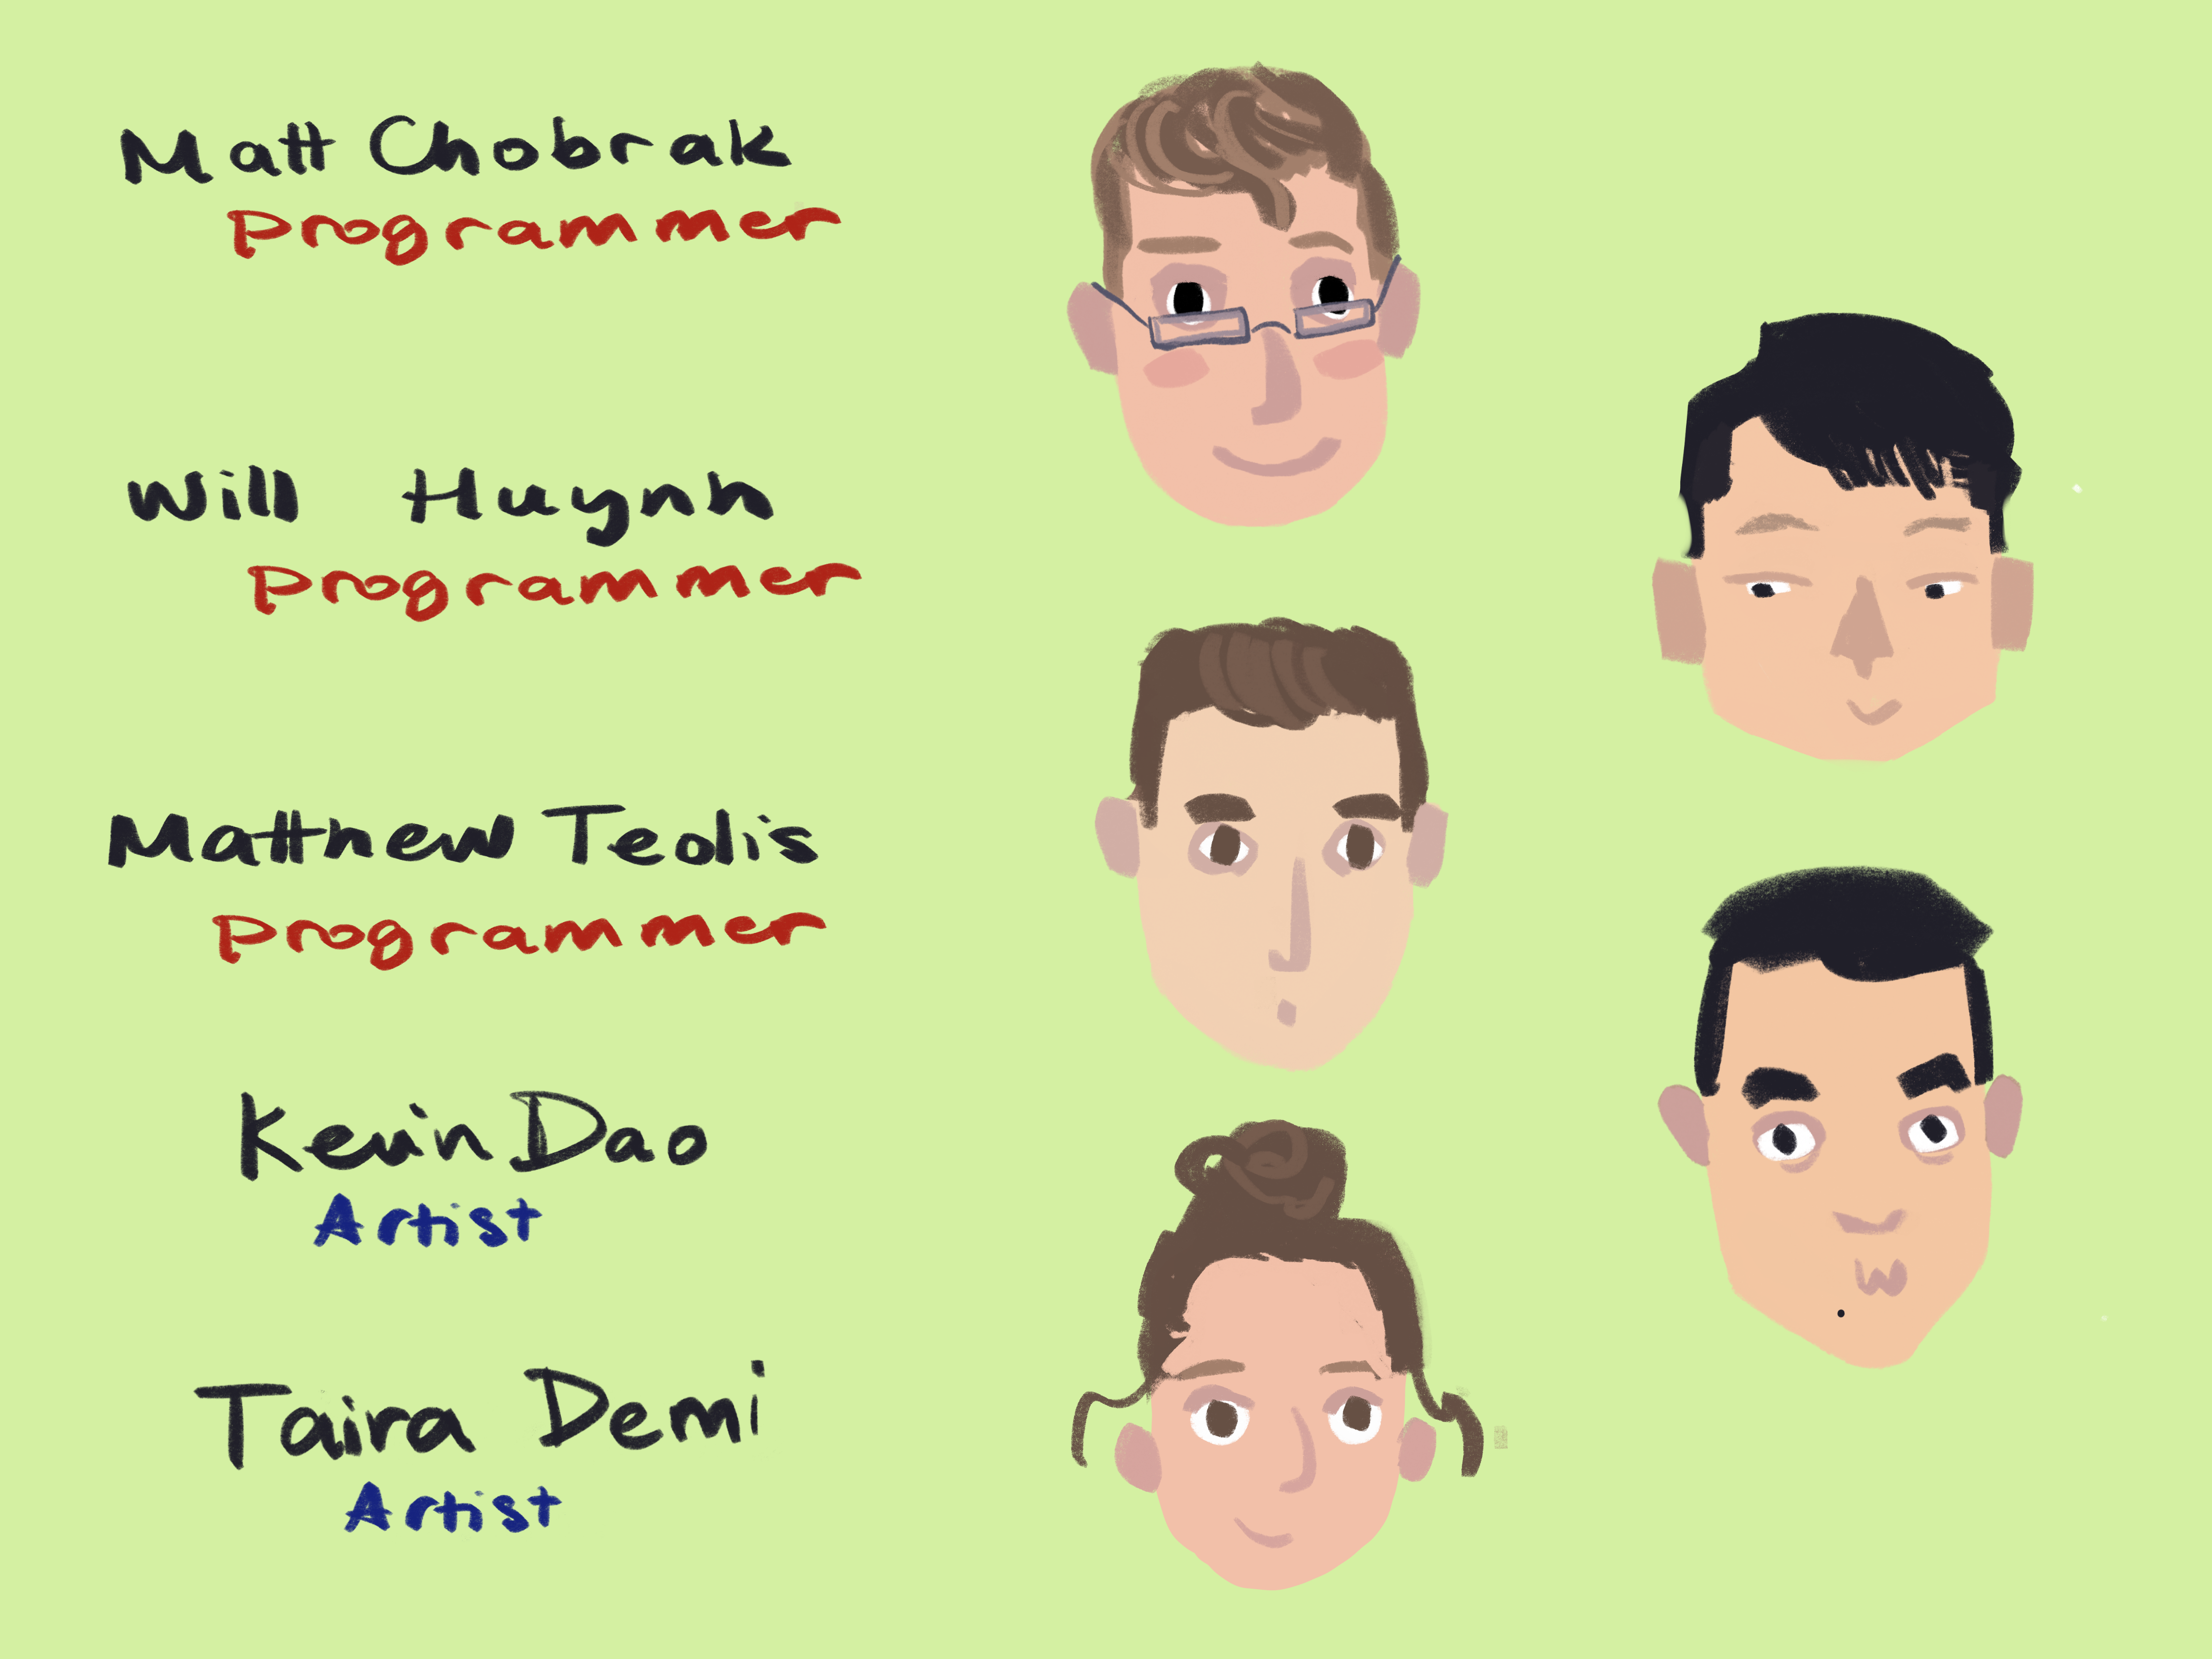 Matt Chobrak
programmer
Will Huynh
programmer
Matthew Teolis
programmer
Kevin Dao
Artist
Taira Demi
Artist